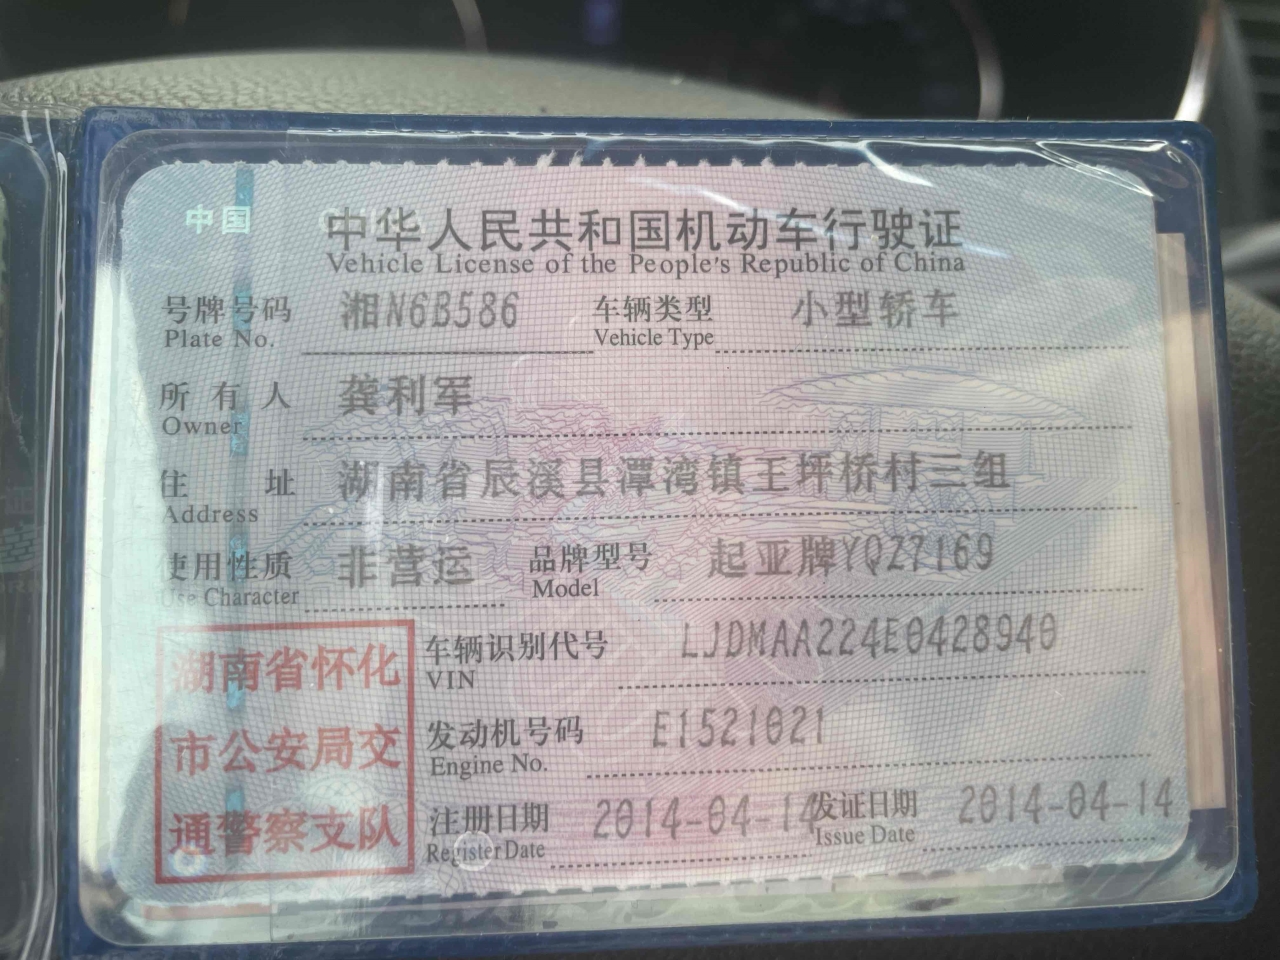 中国
中华人民共和国机动车行驶证
Vehicle License of the People's Republic of China
号牌号码 湘N6B586 车辆类型 小型轿车
Plate No. Vehicle Type
所有人 龚利军
Owner
住址 湖南省辰溪县潭湾镇王坪桥村三组
Address
使用性质 非营运 品牌型号 起亚牌YQZ7169
Use Character Model
车辆识别代号 LJDMAA224E0428940
VIN
发动机号码 E1521021
Engine No.
注册日期 2014-04-14 发证日期 2014-04-14
Register Date Issue Date
湖南省怀化
市公安局交
通警察支队